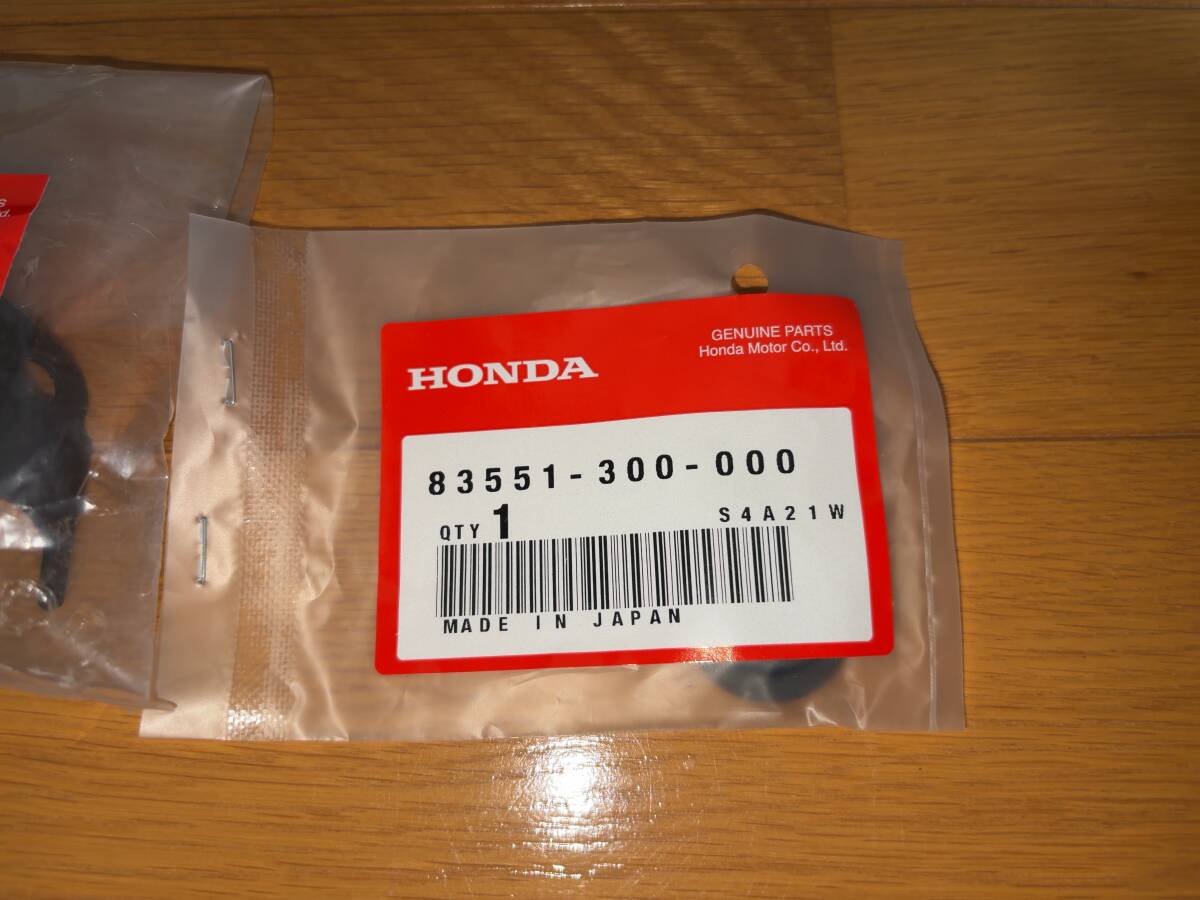 GENUINE PARTS
Honda Motor Co., Ltd.
HONDA
83551-300-000
QTY 1 S4A21W
MADE IN JAPAN